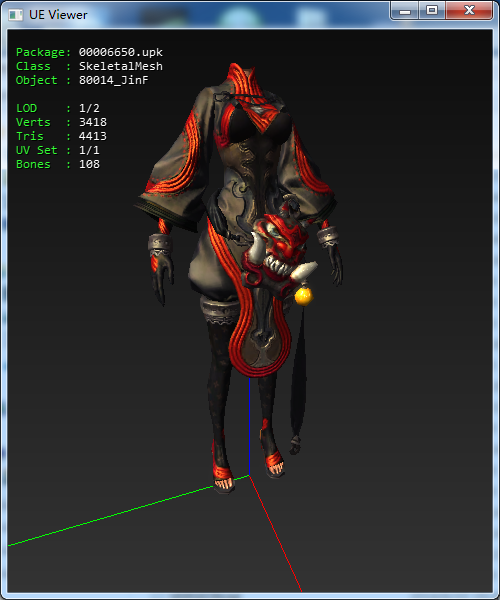 UE Viewer
Package: 00006650.upk
Class : SkeletalMesh
Object : 80014_JinF
LOD : 1/2
Verts : 3418
Tris : 4413
UV Set : 1/1
Bones : 108